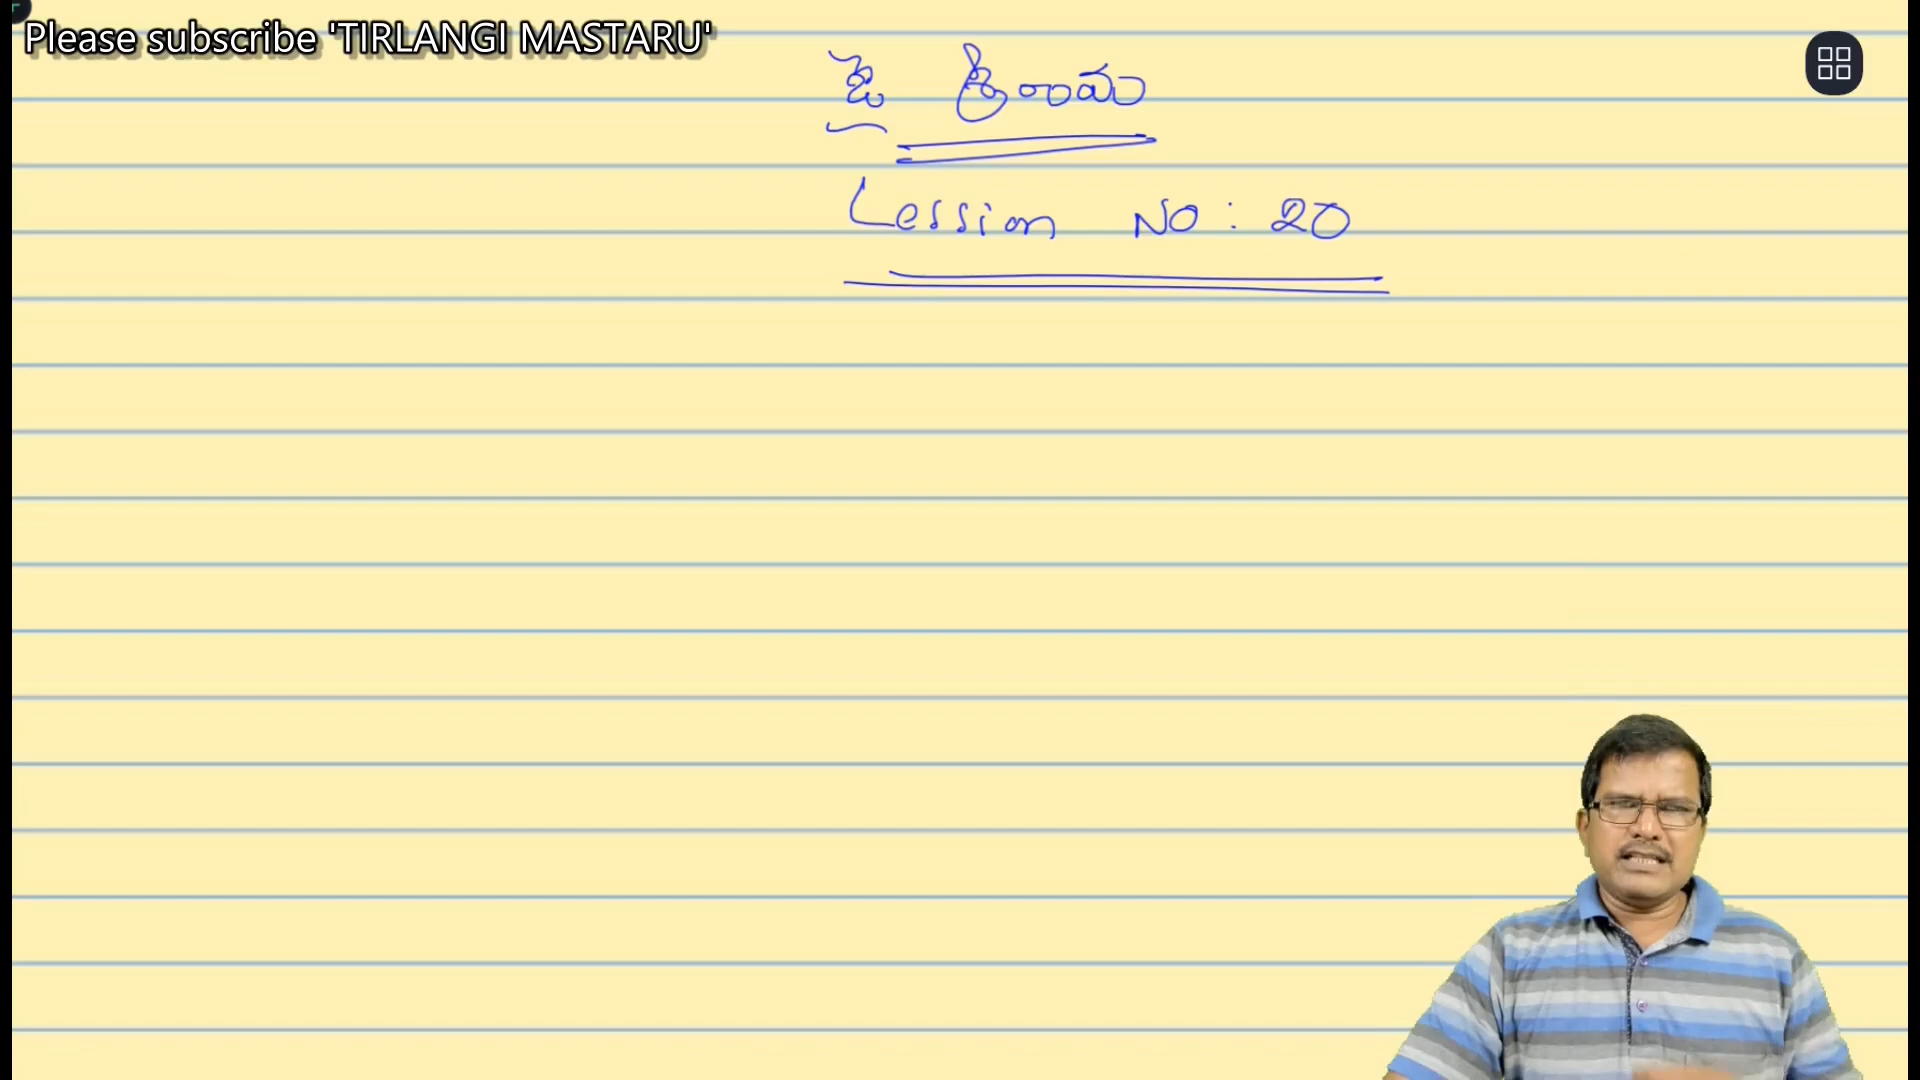 Please subscribe 'TIRLANGI MASTARU'
జై శ్రీరామ
Lession NO : 20